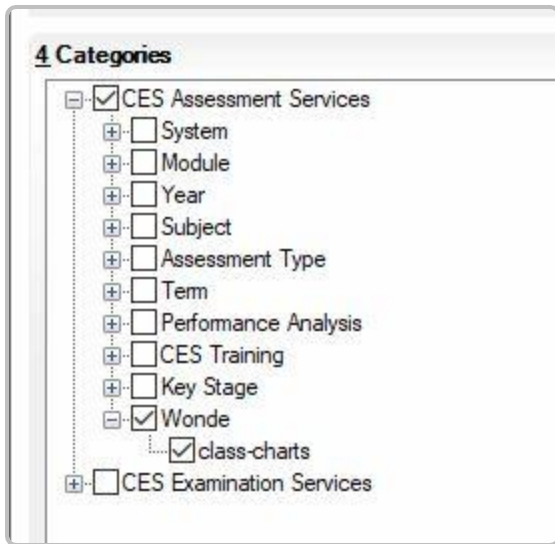 4 Categories
CES Assessment Services
System
Module
Year
Subject
Assessment Type
Term
Performance Analysis
CES Training
Key Stage
Wonde
class-charts
CES Examination Services